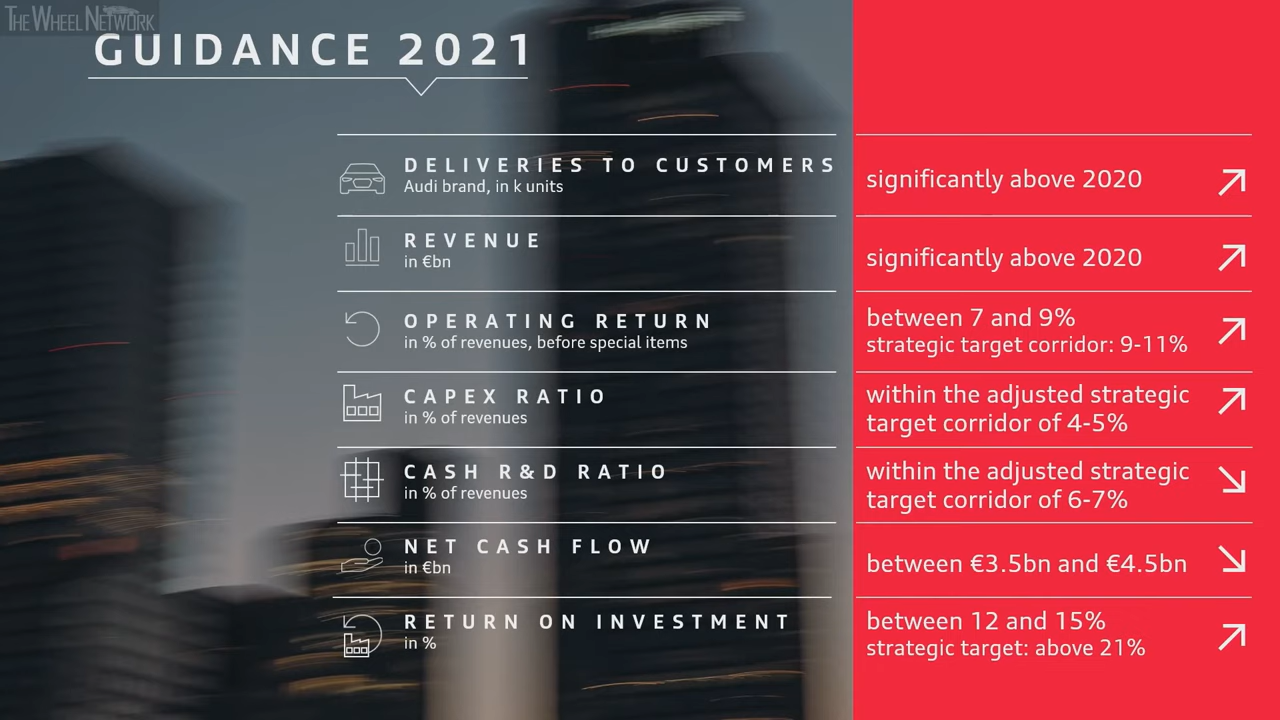 THE WHEEL NETWORK
GUIDANCE 2021
DELIVERIES TO CUSTOMERS
Audi brand, in k units
significantly above 2020
REVENUE
in €bn
significantly above 2020
OPERATING RETURN
in % of revenues, before special items
between 7 and 9%
strategic target corridor: 9-11%
CAPEX RATIO
in % of revenues
within the adjusted strategic
target corridor of 4-5%
CASH R&D RATIO
in % of revenues
within the adjusted strategic
target corridor of 6-7%
NET CASH FLOW
in €bn
between €3.5bn and €4.5bn
RETURN ON INVESTMENT
in %
between 12 and 15%
strategic target: above 21%